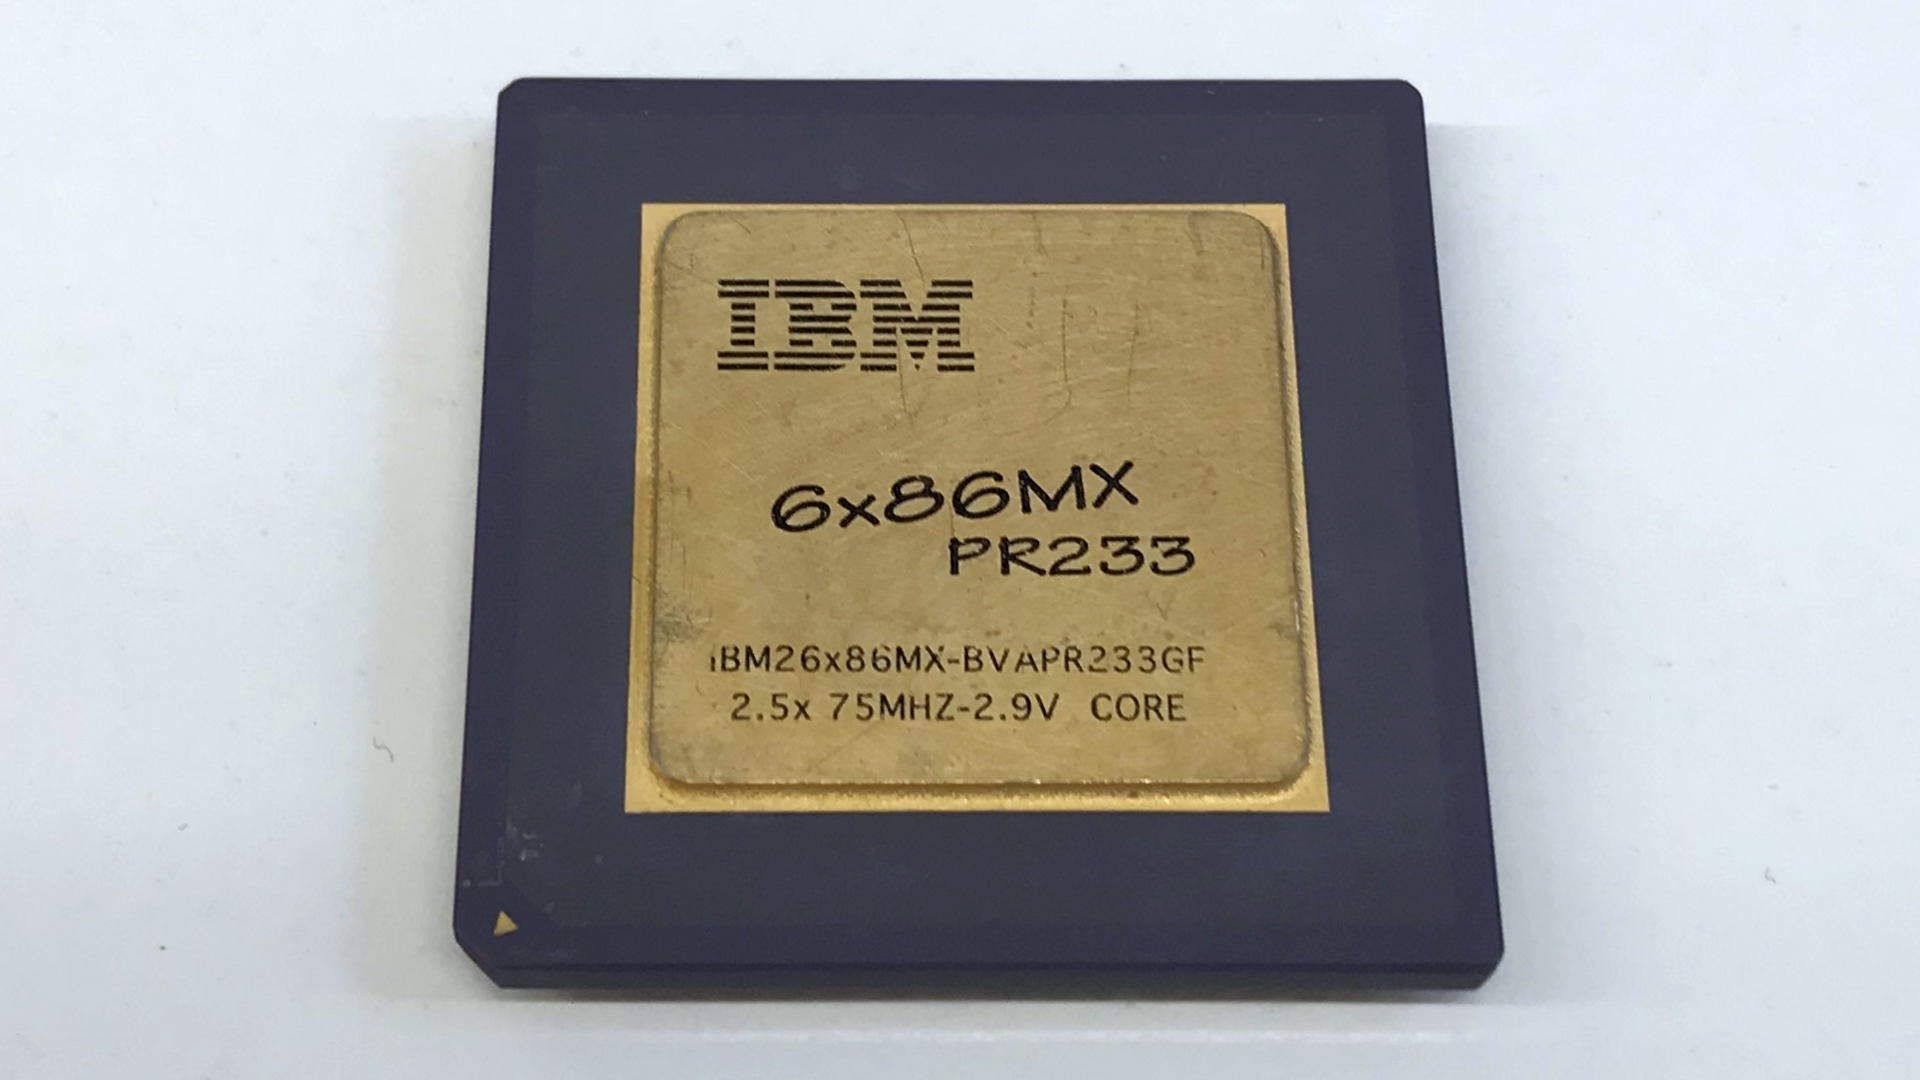 IBM
6x86MX
PR233
IBM26x86MX-BVAPR233GF
2.5x 75MHZ-2.9V CORE